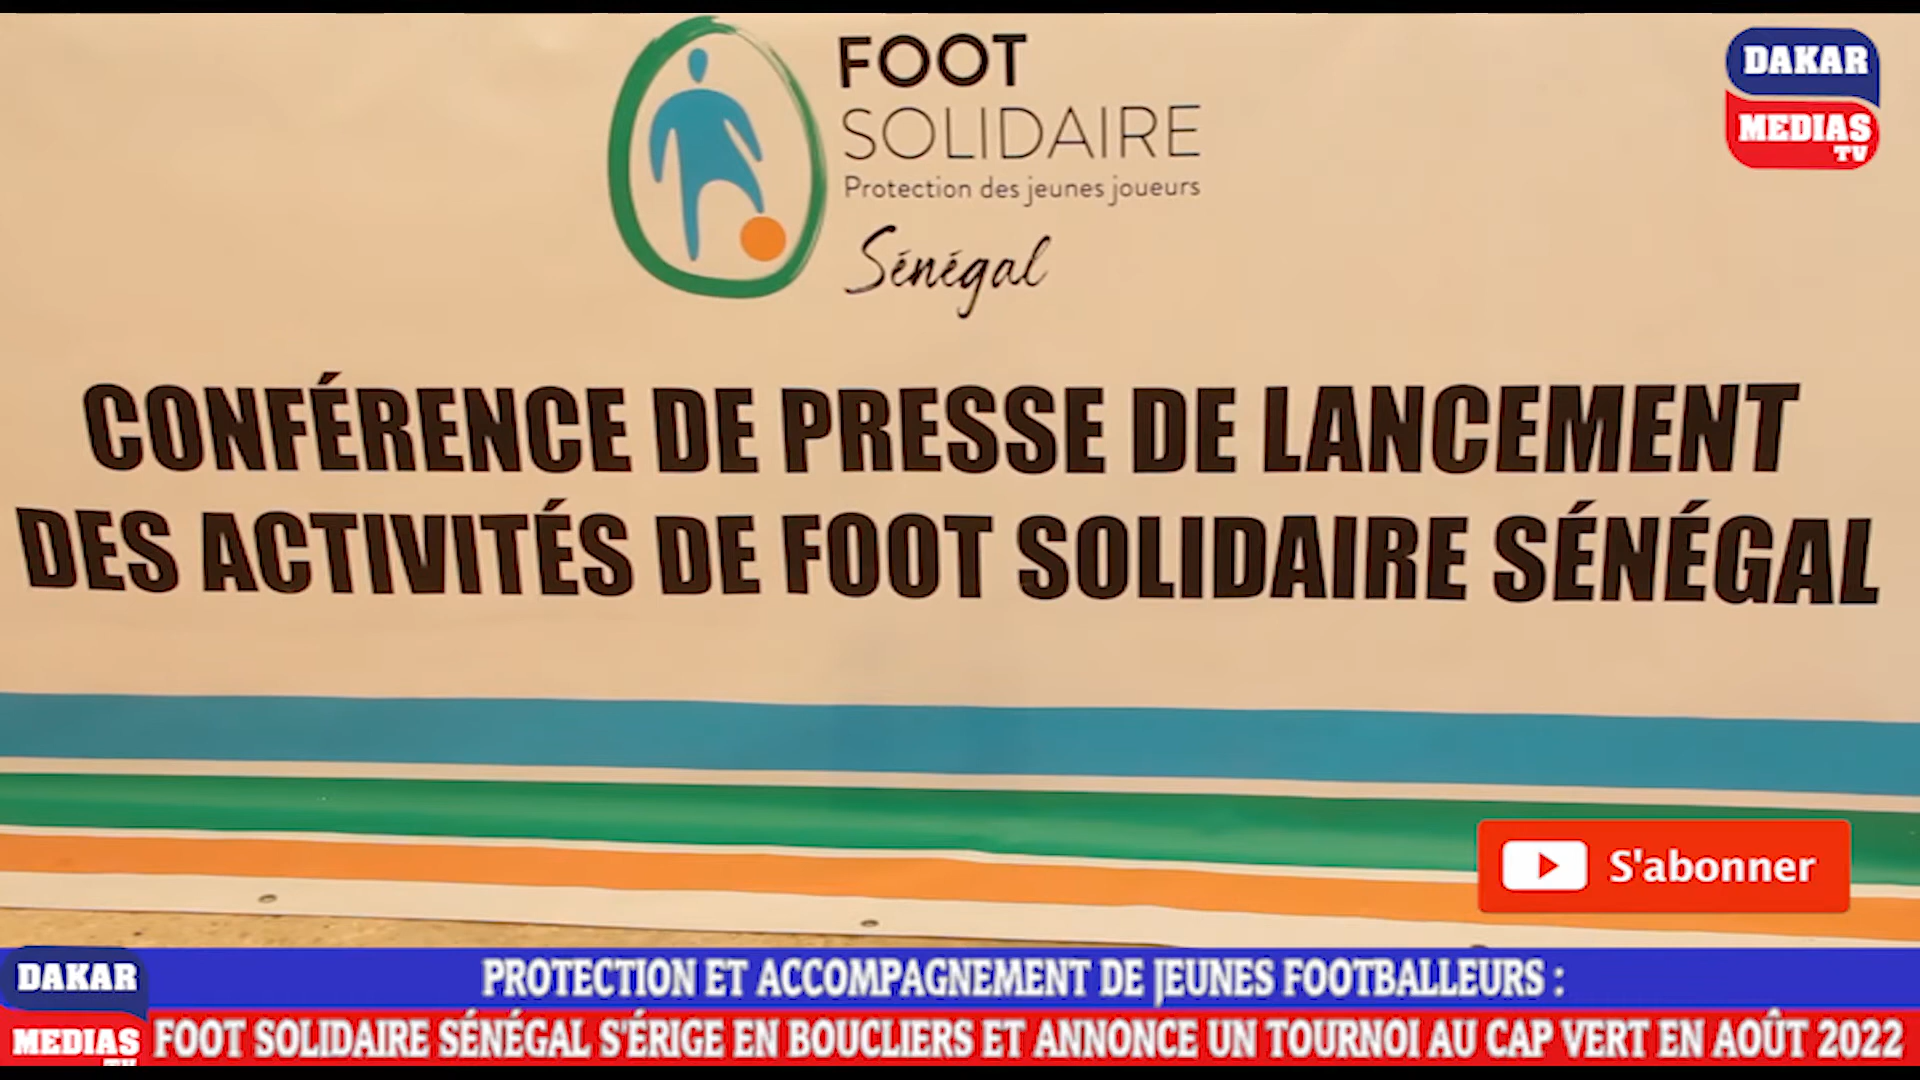 FOOT
SOLIDAIRE
Protection des jeunes joueurs
Sénégal
DAKAR
MEDIAS
TV
CONFÉRENCE DE PRESSE DE LANCEMENT
DES ACTIVITÉS DE FOOT SOLIDAIRE SÉNÉGAL
S'abonner
DAKAR
MEDIAS
TV
PROTECTION ET ACCOMPAGNEMENT DE JEUNES FOOTBALLEURS :
FOOT SOLIDAIRE SÉNÉGAL S'ÉRIGE EN BOUCLIERS ET ANNONCE UN TOURNOI AU CAP VERT EN AOÛT 2022